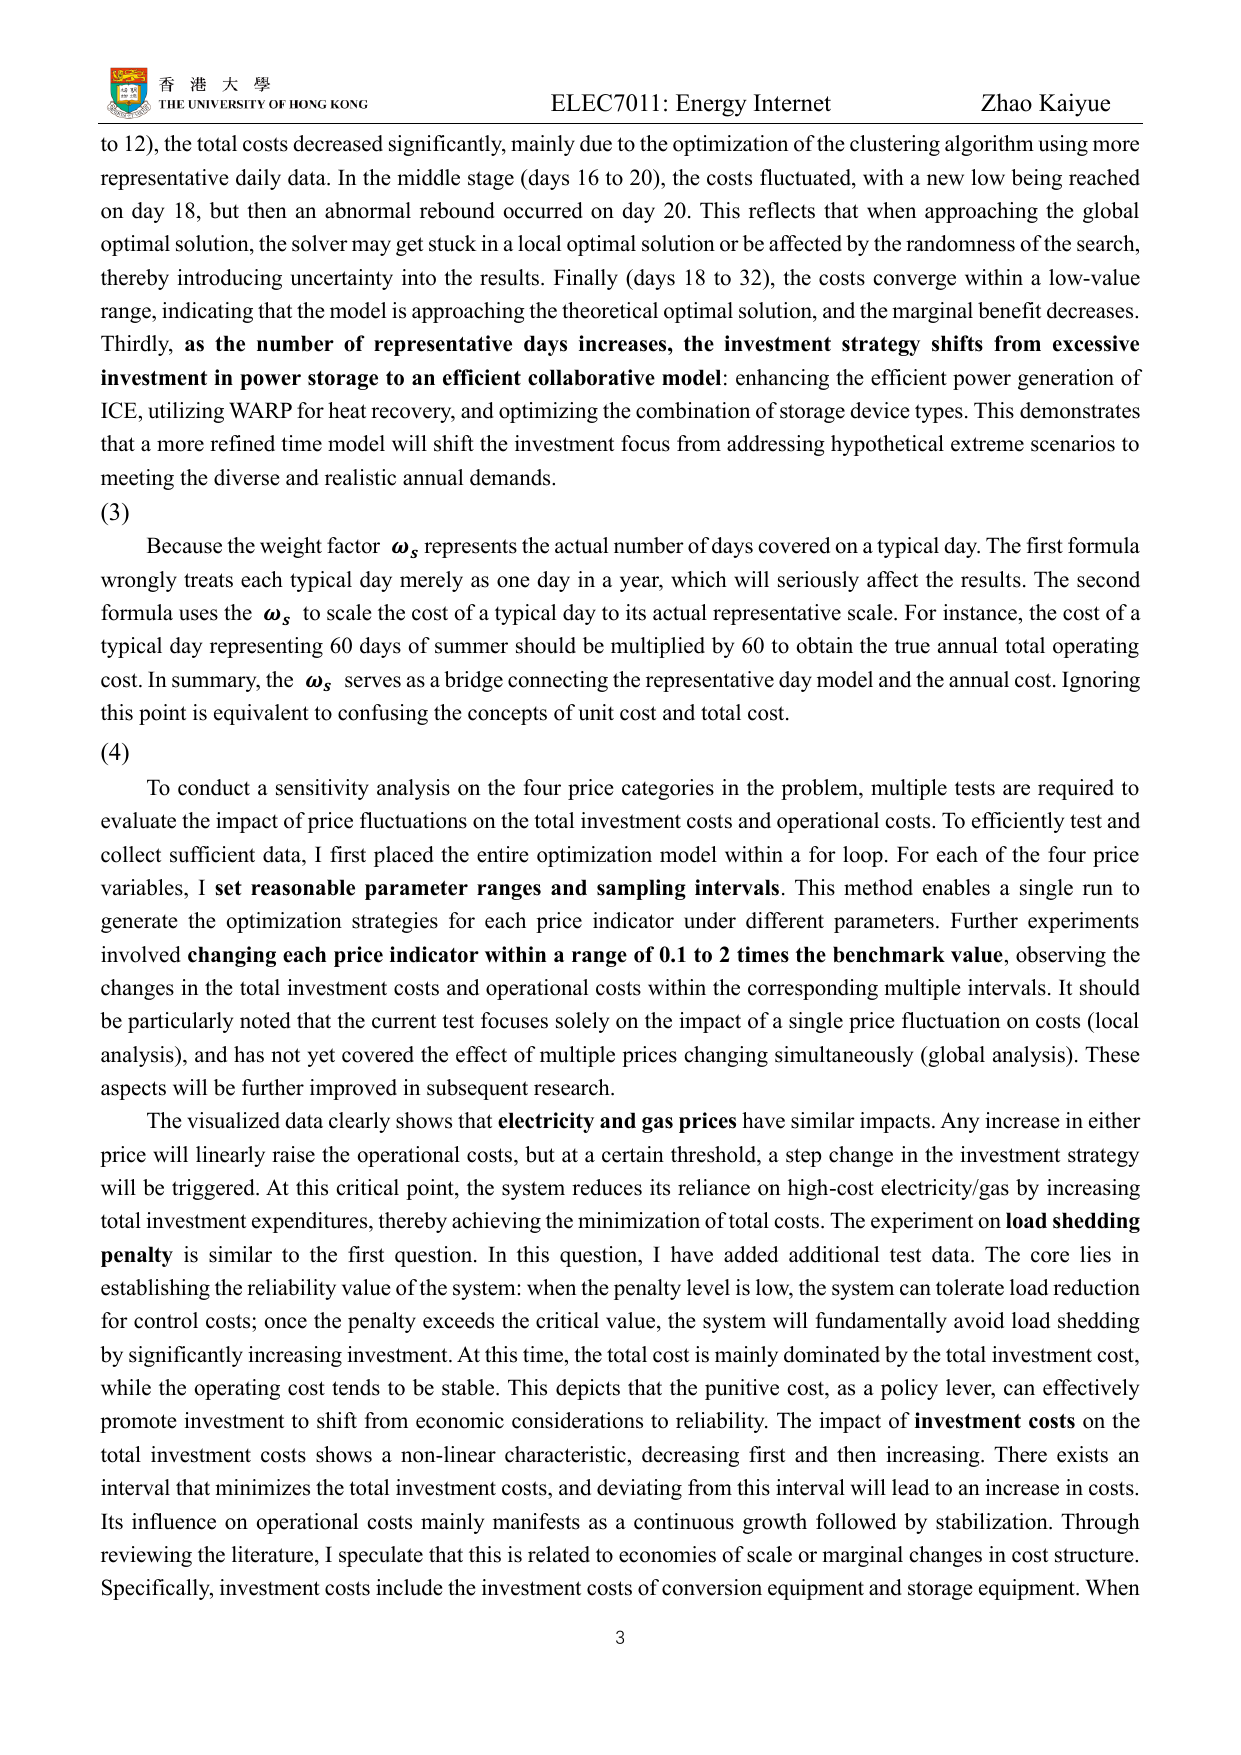 香港大學
THE UNIVERSITY OF HONG KONG
ELEC7011: Energy Internet
Zhao Kaiyue
to 12), the total costs decreased significantly, mainly due to the optimization of the clustering algorithm using more
representative daily data. In the middle stage (days 16 to 20), the costs fluctuated, with a new low being reached
on day 18, but then an abnormal rebound occurred on day 20. This reflects that when approaching the global
optimal solution, the solver may get stuck in a local optimal solution or be affected by the randomness of the search,
thereby introducing uncertainty into the results. Finally (days 18 to 32), the costs converge within a low-value
range, indicating that the model is approaching the theoretical optimal solution, and the marginal benefit decreases.
Thirdly, as the number of representative days increases, the investment strategy shifts from excessive
investment in power storage to an efficient collaborative model: enhancing the efficient power generation of
ICE, utilizing WARP for heat recovery, and optimizing the combination of storage device types. This demonstrates
that a more refined time model will shift the investment focus from addressing hypothetical extreme scenarios to
meeting the diverse and realistic annual demands.
(3)
Because the weight factor ω_s represents the actual number of days covered on a typical day. The first formula
wrongly treats each typical day merely as one day in a year, which will seriously affect the results. The second
formula uses the ω_s to scale the cost of a typical day to its actual representative scale. For instance, the cost of a
typical day representing 60 days of summer should be multiplied by 60 to obtain the true annual total operating
cost. In summary, the ω_s serves as a bridge connecting the representative day model and the annual cost. Ignoring
this point is equivalent to confusing the concepts of unit cost and total cost.
(4)
To conduct a sensitivity analysis on the four price categories in the problem, multiple tests are required to
evaluate the impact of price fluctuations on the total investment costs and operational costs. To efficiently test and
collect sufficient data, I first placed the entire optimization model within a for loop. For each of the four price
variables, I set reasonable parameter ranges and sampling intervals. This method enables a single run to
generate the optimization strategies for each price indicator under different parameters. Further experiments
involved changing each price indicator within a range of 0.1 to 2 times the benchmark value, observing the
changes in the total investment costs and operational costs within the corresponding multiple intervals. It should
be particularly noted that the current test focuses solely on the impact of a single price fluctuation on costs (local
analysis), and has not yet covered the effect of multiple prices changing simultaneously (global analysis). These
aspects will be further improved in subsequent research.
The visualized data clearly shows that electricity and gas prices have similar impacts. Any increase in either
price will linearly raise the operational costs, but at a certain threshold, a step change in the investment strategy
will be triggered. At this critical point, the system reduces its reliance on high-cost electricity/gas by increasing
total investment expenditures, thereby achieving the minimization of total costs. The experiment on load shedding
penalty is similar to the first question. In this question, I have added additional test data. The core lies in
establishing the reliability value of the system: when the penalty level is low, the system can tolerate load reduction
for control costs; once the penalty exceeds the critical value, the system will fundamentally avoid load shedding
by significantly increasing investment. At this time, the total cost is mainly dominated by the total investment cost,
while the operating cost tends to be stable. This depicts that the punitive cost, as a policy lever, can effectively
promote investment to shift from economic considerations to reliability. The impact of investment costs on the
total investment costs shows a non-linear characteristic, decreasing first and then increasing. There exists an
interval that minimizes the total investment costs, and deviating from this interval will lead to an increase in costs.
Its influence on operational costs mainly manifests as a continuous growth followed by stabilization. Through
reviewing the literature, I speculate that this is related to economies of scale or marginal changes in cost structure.
Specifically, investment costs include the investment costs of conversion equipment and storage equipment. When
3